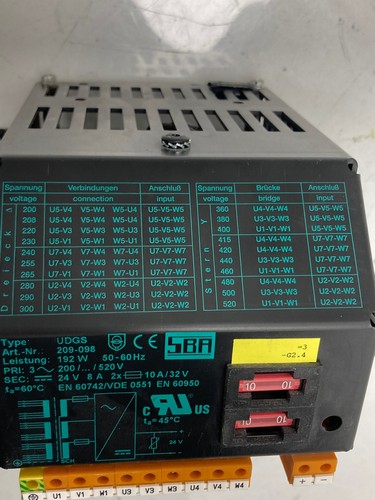 Spannung Verbindungen Anschluß Spannung Brücke Anschluß
voltage connection input voltage bridge input
Dreieck Δ
200 U5-V4 V5-W4 W5-U4 U5-V5-W5 360 U4-V4-W4 U5-V5-W5
208 U5-V4 V5-W4 W5-U4 U5-V5-W5 380 U3-V3-W3 U5-V5-W5
220 U5-V3 V5-W3 W5-U3 U5-V5-W5 400 U1-V1-W1 U5-V5-W5
230 U5-V1 V5-W1 W5-U1 U5-V5-W5 415 U4-V4-W4 U7-V7-W7
240 U7-V4 V7-W4 W7-U4 U7-V7-W7 420 U4-V4-W4 U7-V7-W7
255 U7-V3 V7-W3 W7-U3 U7-V7-W7 440 U3-V3-W3 U7-V7-W7
265 U7-V1 V7-W1 W7-U1 U7-V7-W7 460 U1-V1-W1 U7-V7-W7
280 U2-V4 V2-W4 W2-U4 U2-V2-W2 480 U4-V4-W4 U2-V2-W2
290 U2-V3 V2-W3 W2-U3 U2-V2-W2 500 U3-V3-W3 U2-V2-W2
300 U2-V1 V2-W1 W2-U1 U2-V2-W2 520 U1-V1-W1 U2-V2-W2
Stern Y
Type: UDGS
Art.-Nr.: 209-098
Leistung: 192 W 50-60Hz
PRI: 3 ~ 200 /.../ 520 V
SEC: 24 V 8 A 2x 10 A / 32 V
ta=60°C EN 60742/VDE 0551 EN 60950
CE
SBA
=3
-G2.4
10 10
10 10
c UR US
ta=45°C
24 V
SCH
U1 V1 W1 U3 V3 W3 U4 V4 W4 + -